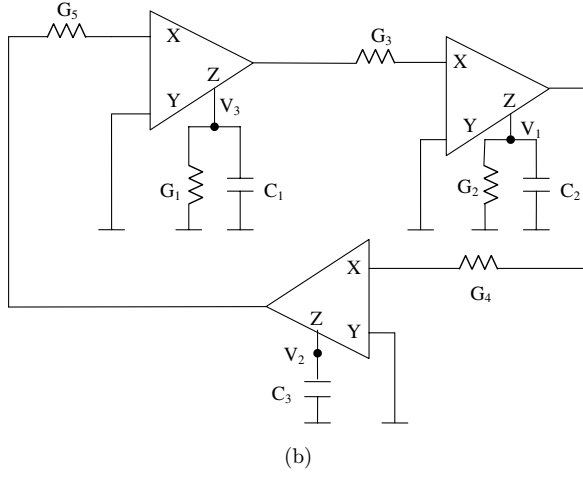 G₅
G₃
X
X
Z
Z
Y
V₃
Y
V₁
G₁
C₁
G₂
C₂
X
G₄
Z
Y
V₂
C₃
(b)